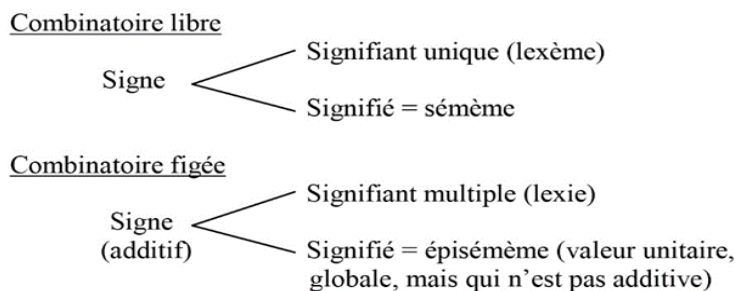 Combinatoire libre
Signifiant unique (lexème)
Signe
Signifié = sémème
Combinatoire figée
Signifiant multiple (lexie)
Signe
(additif)
Signifié = épisémème (valeur unitaire,
globale, mais qui n'est pas additive)